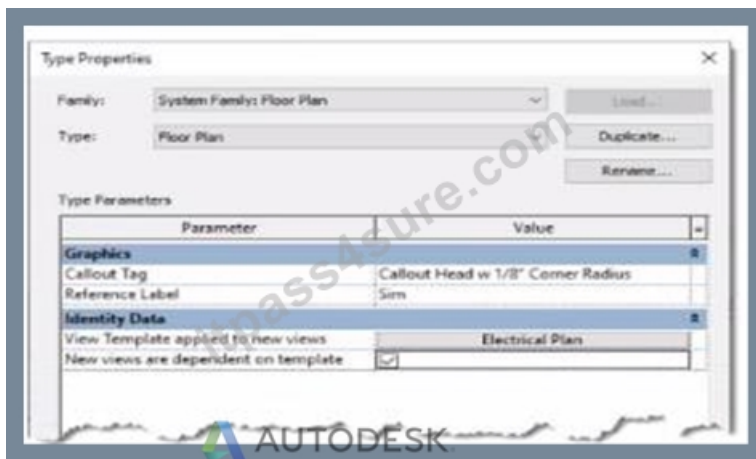 Type Properties
Family: System Family: Floor Plan Load...
Type: Floor Plan Duplicate...
Rename...
Type Parameters
Parameter Value
Graphics
Callout Tag Callout Head w 1/8" Corner Radius
Reference Label Sim
Identity Data
View Template applied to new views Electrical Plan
New views are dependent on template
itpass4sure.com
AUTODESK